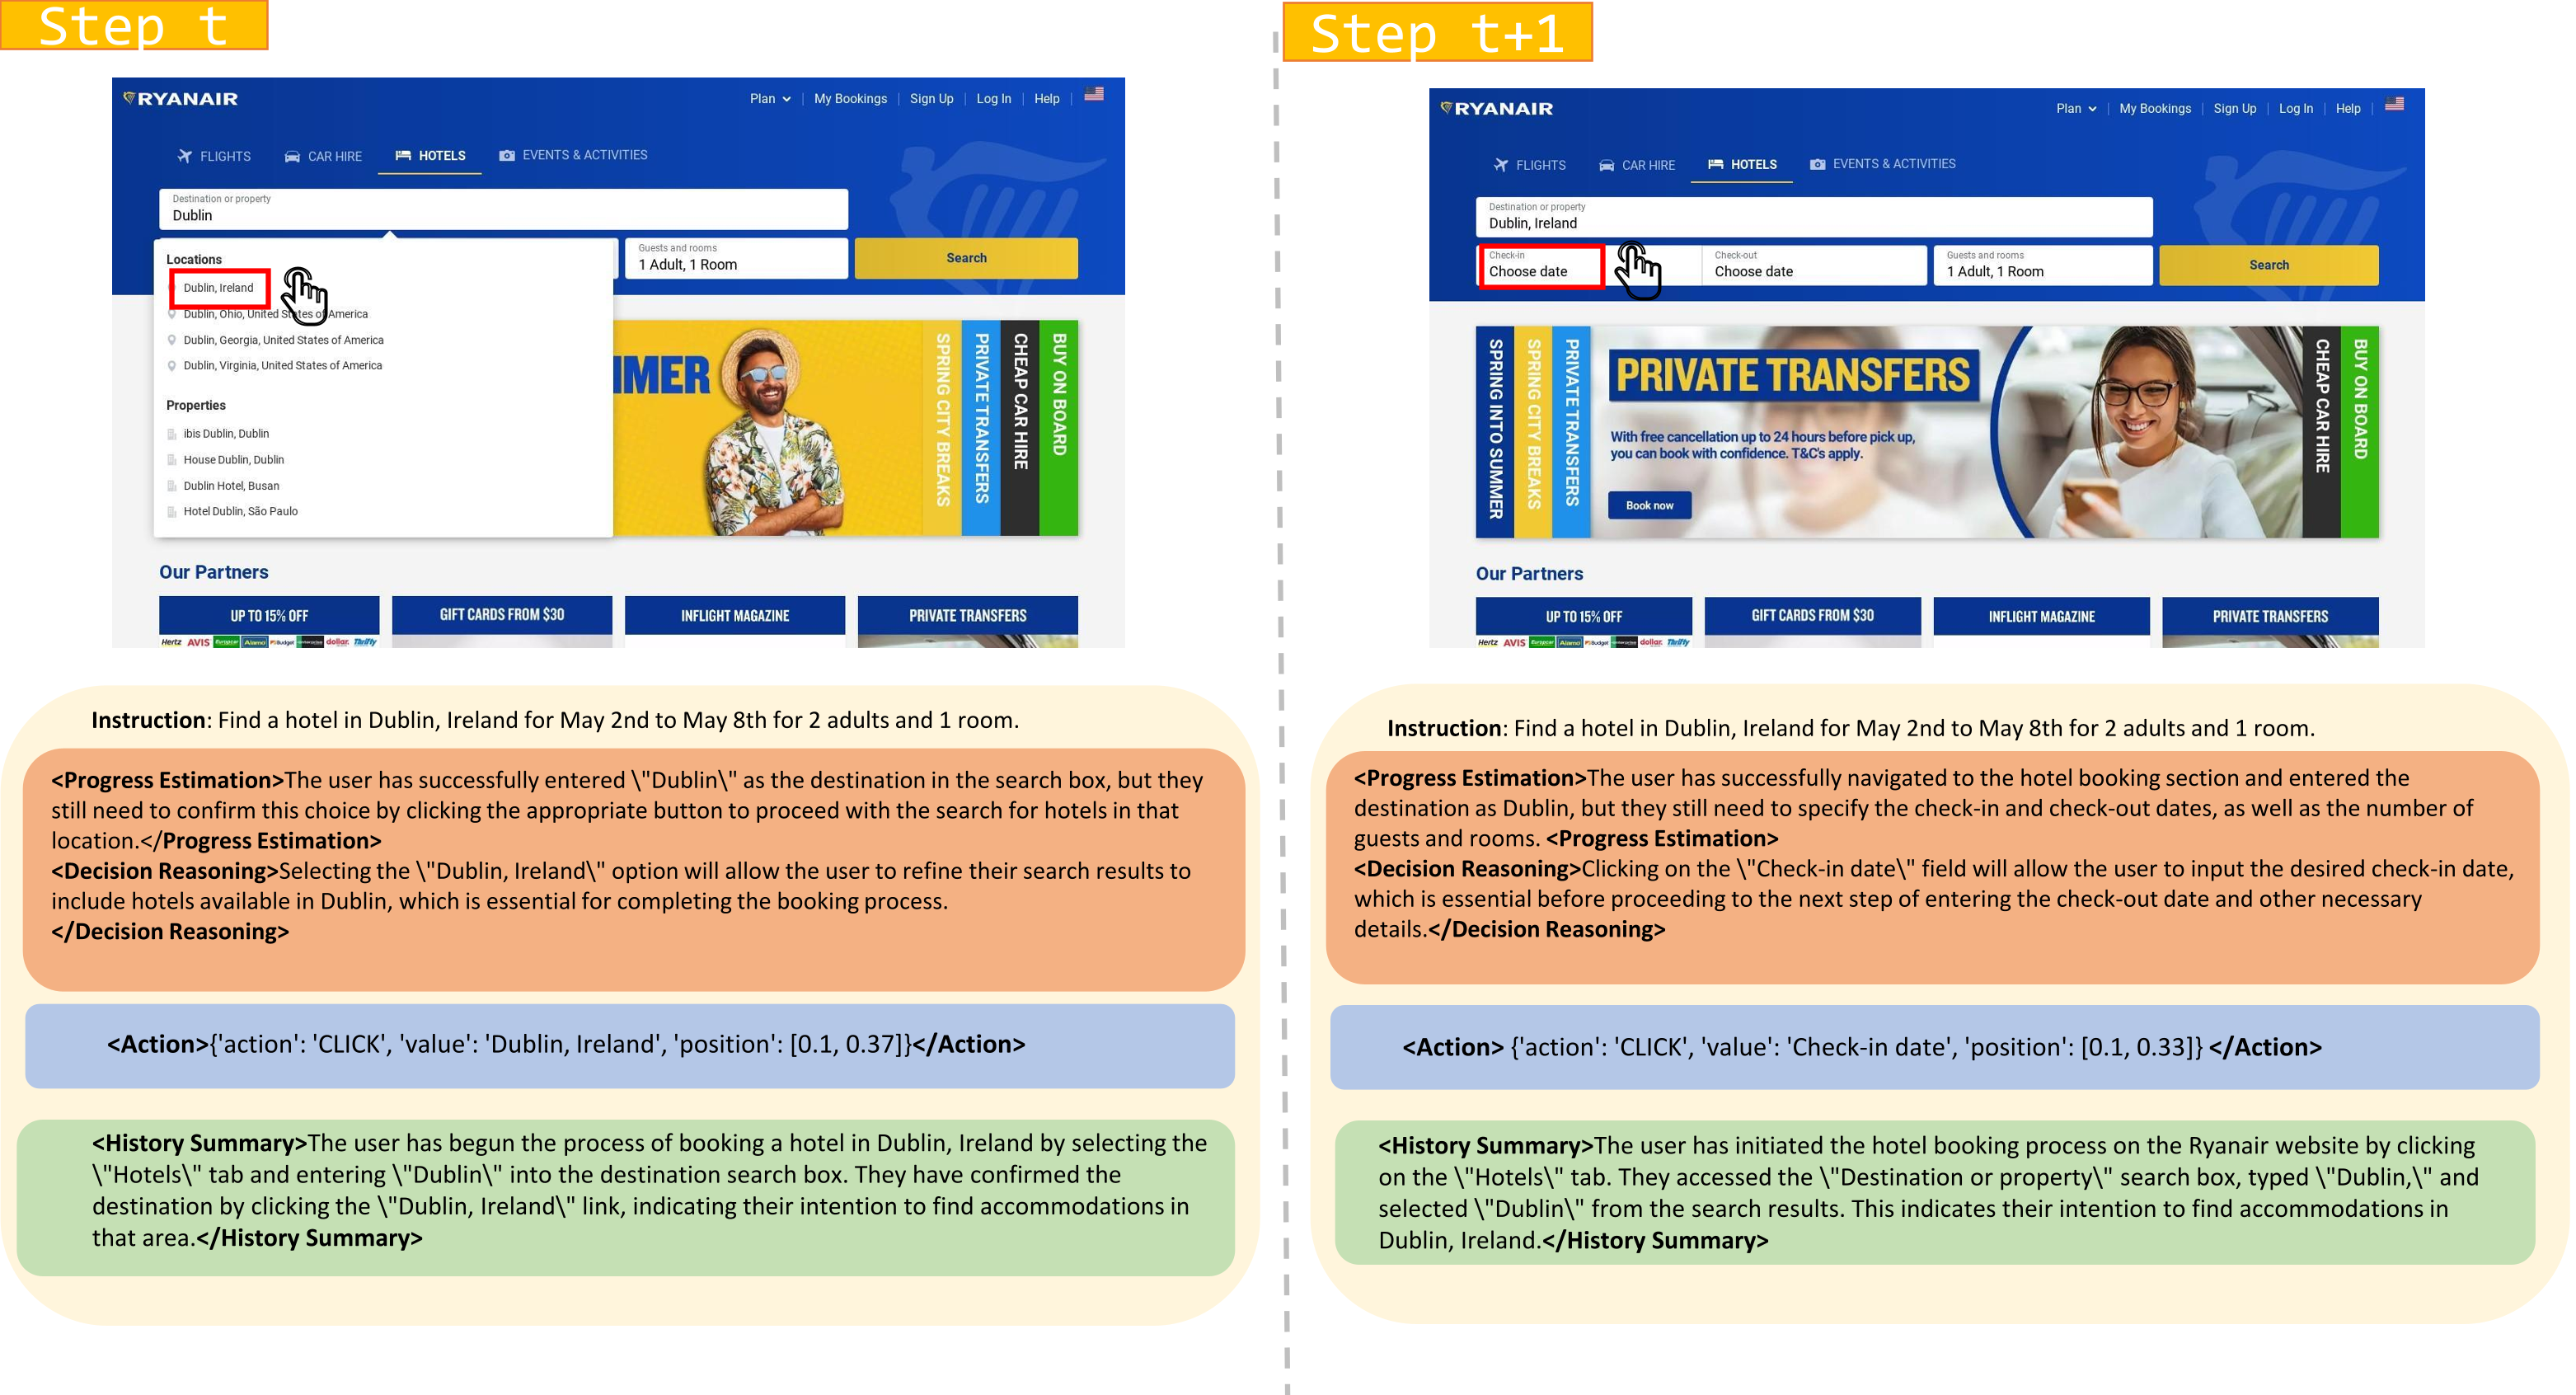 Step t
RYANAIR
Plan | My Bookings | Sign Up | Log In | Help |
FLIGHTS CAR HIRE HOTELS EVENTS & ACTIVITIES
Destination or property
Dublin
Locations
Dublin, Ireland
Dublin, Ohio, United States of America
Dublin, Georgia, United States of America
Dublin, Virginia, United States of America
Properties
ibis Dublin, Dublin
House Dublin, Dublin
Dublin Hotel, Busan
Hotel Dublin, São Paulo
Guests and rooms
1 Adult, 1 Room
Search
IMER
SPRING CITY BREAKS
PRIVATE TRANSFERS
CHEAP CAR HIRE
BUY ON BOARD
Our Partners
UP TO 15% OFF
GIFT CARDS FROM $30
INFLIGHT MAGAZINE
PRIVATE TRANSFERS
Hertz AVIS Europcar Alamo Budget dollar. Thrifty
Instruction: Find a hotel in Dublin, Ireland for May 2nd to May 8th for 2 adults and 1 room.
<Progress Estimation>The user has successfully entered \"Dublin\" as the destination in the search box, but they
still need to confirm this choice by clicking the appropriate button to proceed with the search for hotels in that
location.</Progress Estimation>
<Decision Reasoning>Selecting the \"Dublin, Ireland\" option will allow the user to refine their search results to
include hotels available in Dublin, which is essential for completing the booking process.
</Decision Reasoning>
<Action>{'action': 'CLICK', 'value': 'Dublin, Ireland', 'position': [0.1, 0.37]}</Action>
<History Summary>The user has begun the process of booking a hotel in Dublin, Ireland by selecting the
\"Hotels\" tab and entering \"Dublin\" into the destination search box. They have confirmed the
destination by clicking the \"Dublin, Ireland\" link, indicating their intention to find accommodations in
that area.</History Summary>
Step t+1
RYANAIR
Plan | My Bookings | Sign Up | Log In | Help |
FLIGHTS CAR HIRE HOTELS EVENTS & ACTIVITIES
Destination or property
Dublin, Ireland
Check-in
Choose date
Check-out
Choose date
Guests and rooms
1 Adult, 1 Room
Search
SPRING INTO SUMMER
SPRING CITY BREAKS
PRIVATE TRANSFERS
PRIVATE TRANSFERS
With free cancellation up to 24 hours before pick up,
you can book with confidence. T&C's apply.
Book now
CHEAP CAR HIRE
BUY ON BOARD
Our Partners
UP TO 15% OFF
GIFT CARDS FROM $30
INFLIGHT MAGAZINE
PRIVATE TRANSFERS
Hertz AVIS Europcar Alamo Budget dollar. Thrifty
Instruction: Find a hotel in Dublin, Ireland for May 2nd to May 8th for 2 adults and 1 room.
<Progress Estimation>The user has successfully navigated to the hotel booking section and entered the
destination as Dublin, but they still need to specify the check-in and check-out dates, as well as the number of
guests and rooms. <Progress Estimation>
<Decision Reasoning>Clicking on the \"Check-in date\" field will allow the user to input the desired check-in date,
which is essential before proceeding to the next step of entering the check-out date and other necessary
details.</Decision Reasoning>
<Action> {'action': 'CLICK', 'value': 'Check-in date', 'position': [0.1, 0.33]} </Action>
<History Summary>The user has initiated the hotel booking process on the Ryanair website by clicking
on the \"Hotels\" tab. They accessed the \"Destination or property\" search box, typed \"Dublin,\" and
selected \"Dublin\" from the search results. This indicates their intention to find accommodations in
Dublin, Ireland.</History Summary>